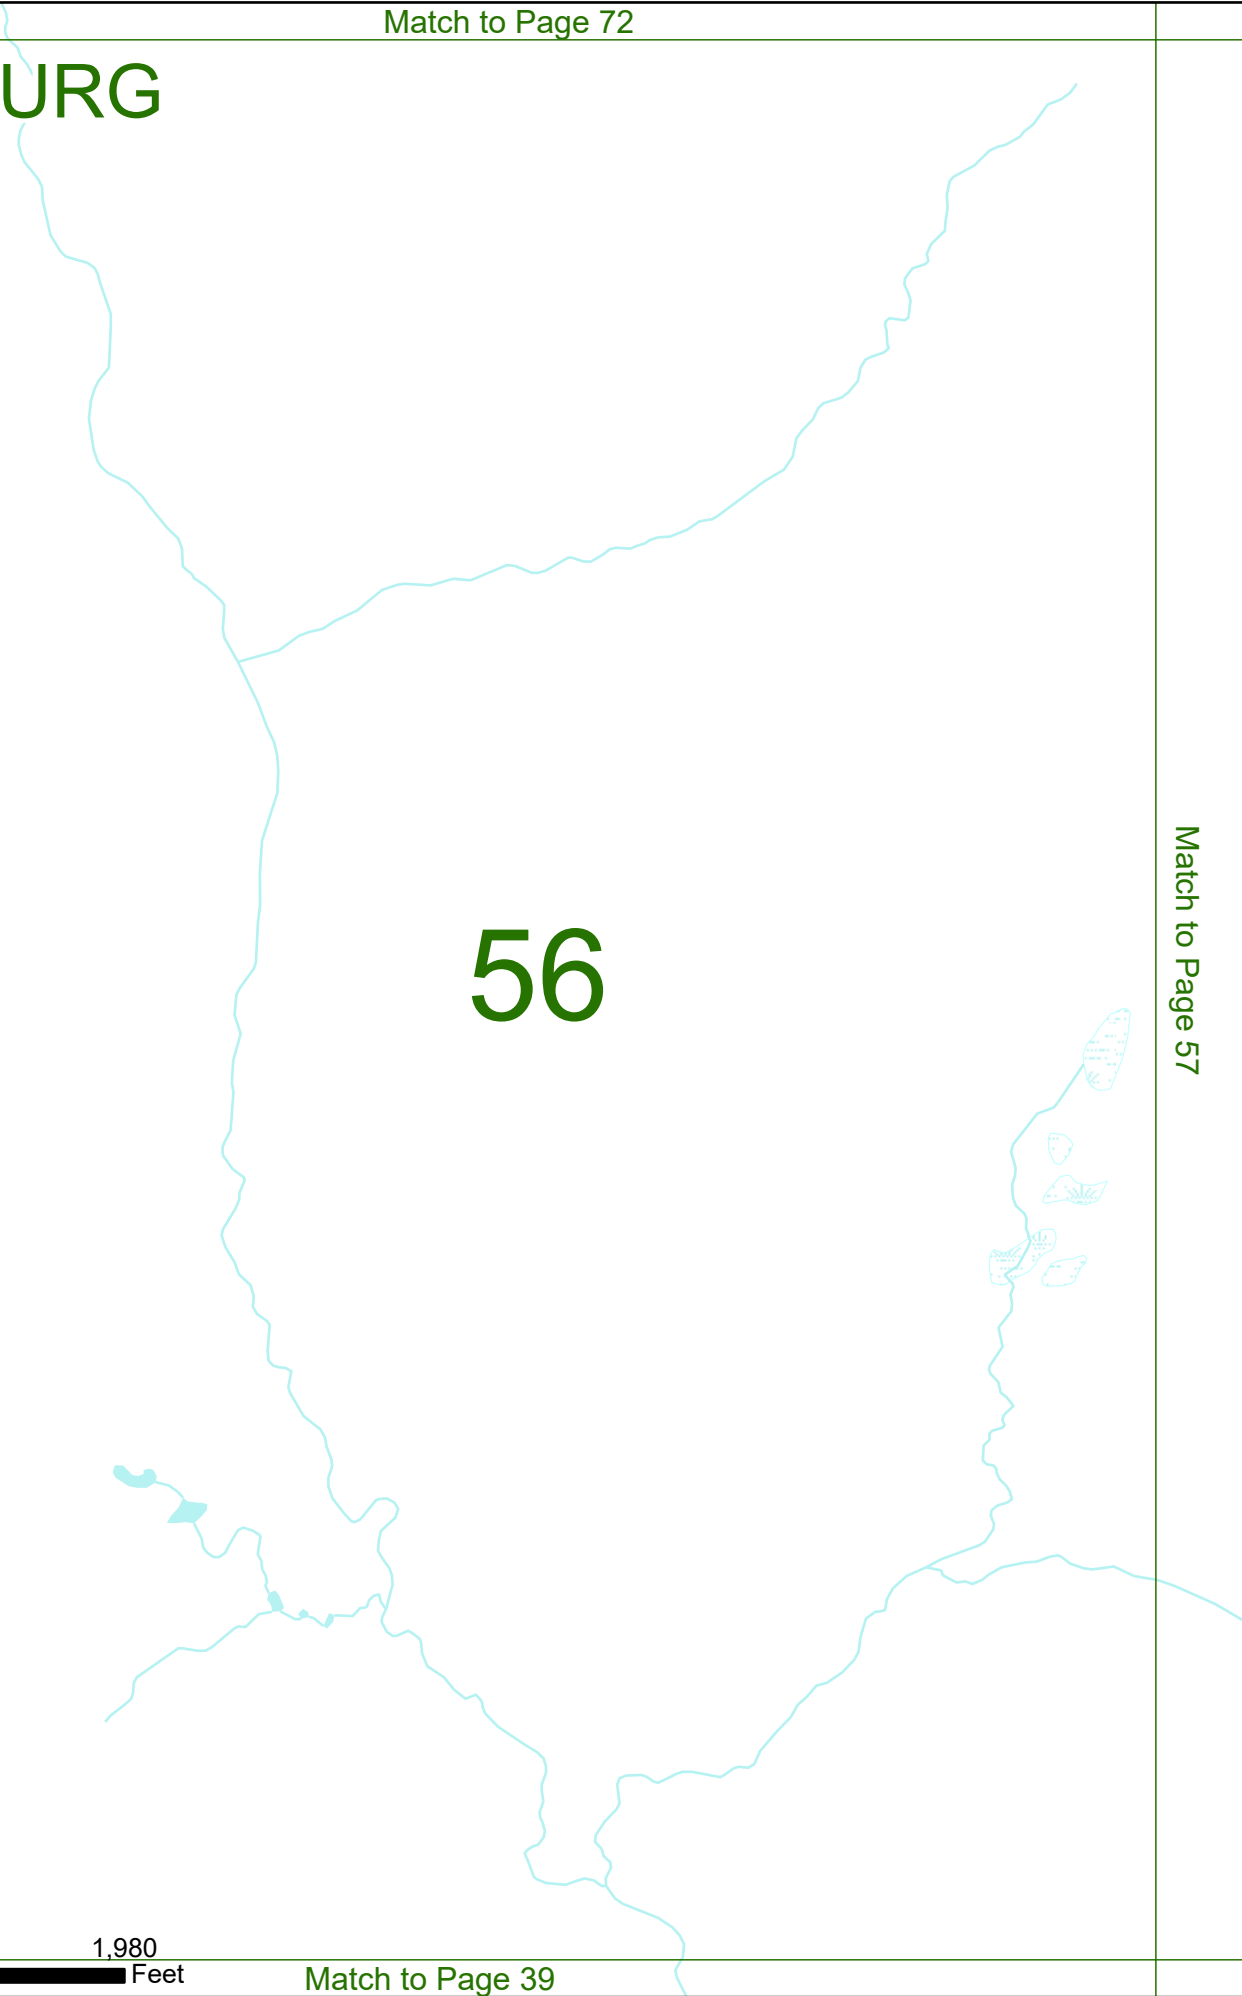 Match to Page 72
URG
56
Match to Page 57
1,980
Feet
Match to Page 39